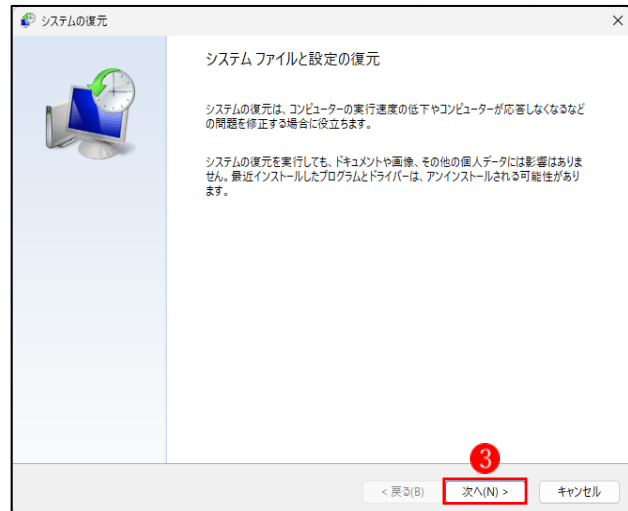 システムの復元
システム ファイルと設定の復元
システムの復元は、コンピューターの実行速度の低下やコンピューターが応答しなくなるなど
の問題を修正する場合に役立ちます。
システムの復元を実行しても、ドキュメントや画像、その他の個人データには影響はありま
せん。最近インストールしたプログラムとドライバーは、アンインストールされる可能性があり
ます。
3
< 戻る(B) 次へ(N) > キャンセル